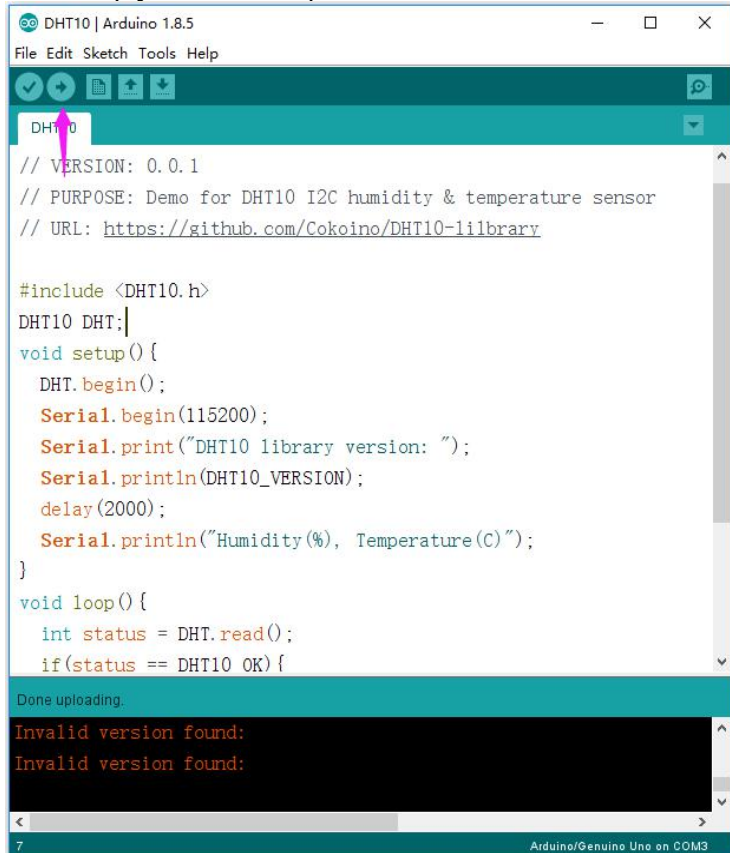 DHT10 | Arduino 1.8.5
File Edit Sketch Tools Help
// VERSION: 0.0.1
// PURPOSE: Demo for DHT10 I2C humidity & temperature sensor
// URL: https://github.com/Cokoino/DHT10-lilbrary
#include <DHT10.h>
DHT10 DHT;
void setup(){
DHT.begin();
Serial.begin(115200);
Serial.print("DHT10 library version: ");
Serial.println(DHT10_VERSION);
delay(2000);
Serial.println("Humidity(%), Temperature(C)");
}
void loop(){
int status = DHT.read();
if(status == DHT10 OK){
Done uploading.
Invalid version found:
Invalid version found:
7
Arduino/Genuino Uno on COM3